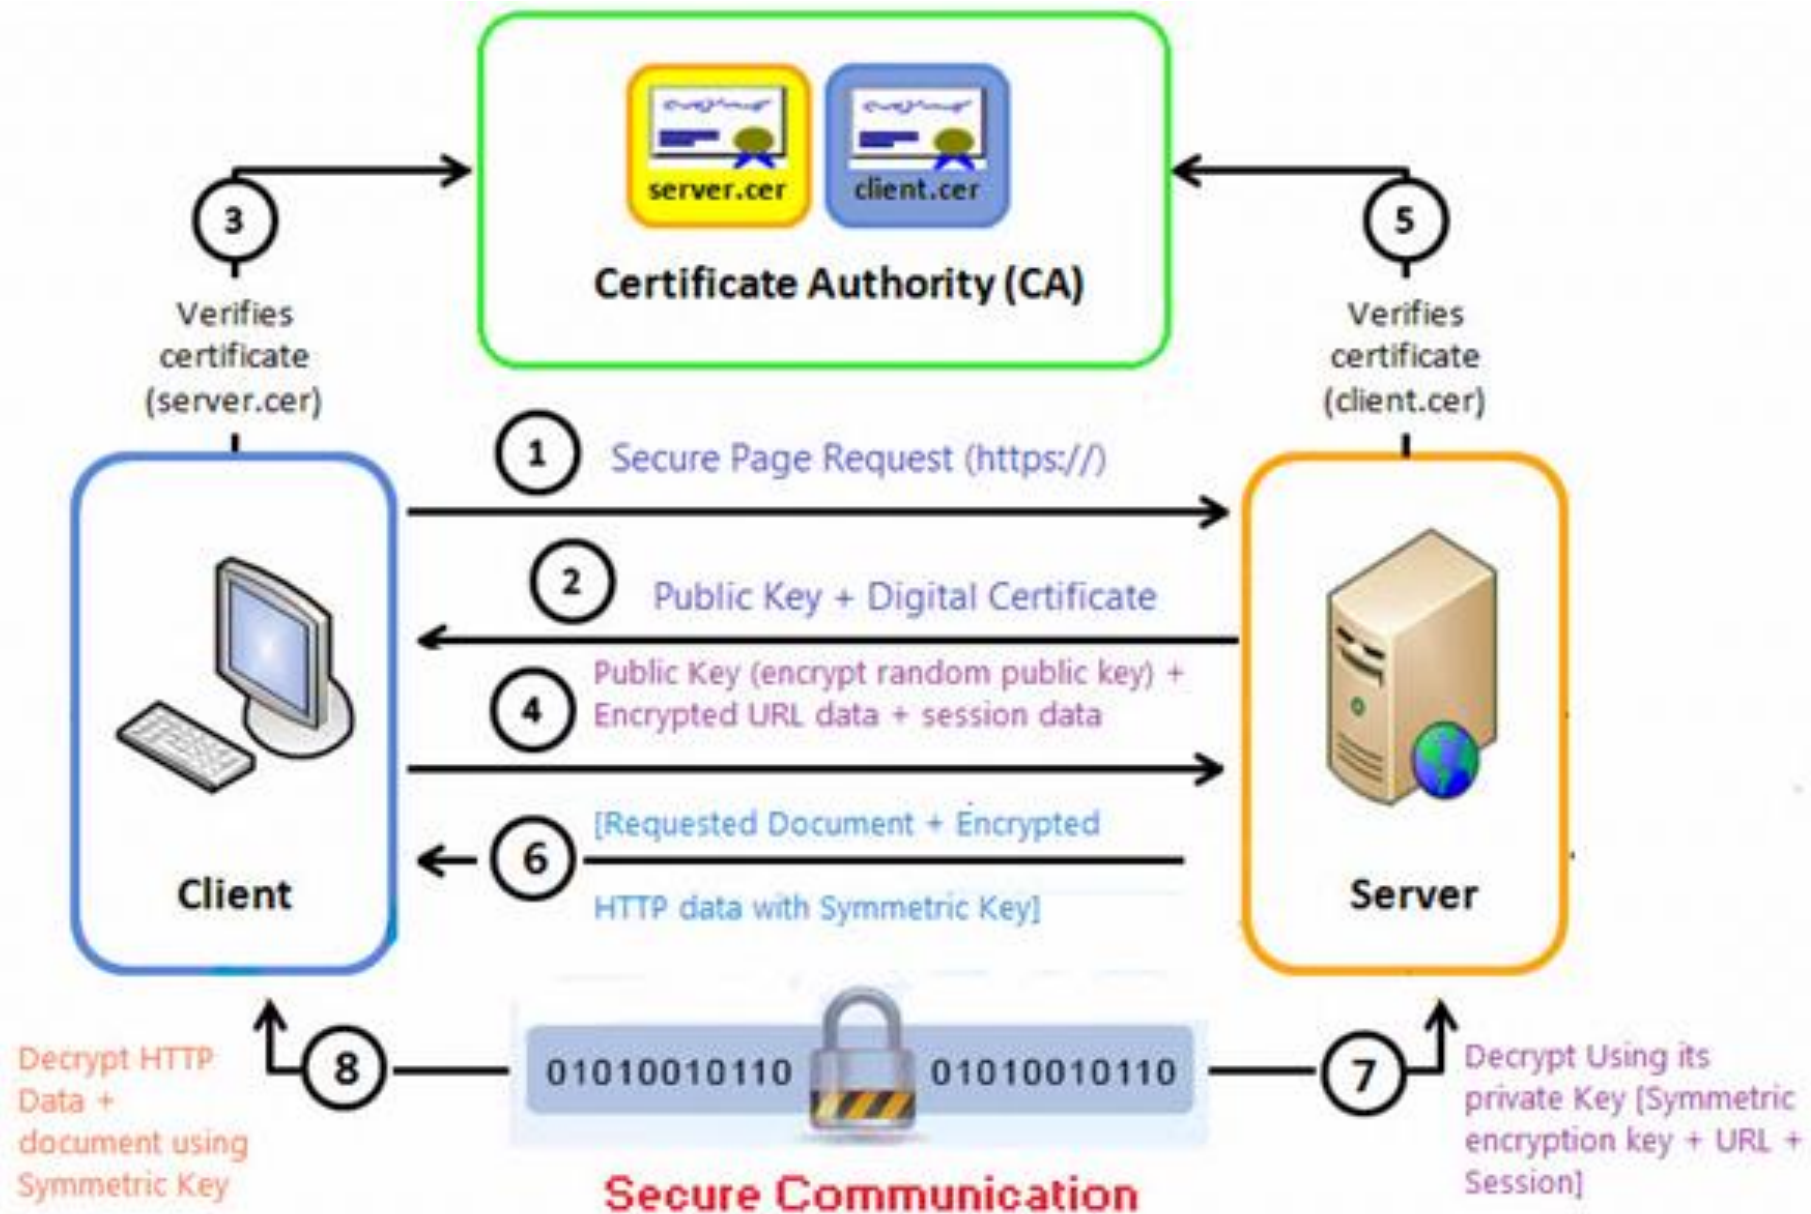 server.cer
client.cer
Certificate Authority (CA)
3
Verifies
certificate
(server.cer)
5
Verifies
certificate
(client.cer)
1
Secure Page Request (https://)
2
Public Key + Digital Certificate
4
Public Key (encrypt random public key) +
Encrypted URL data + session data
6
[Requested Document + Encrypted
HTTP data with Symmetric Key]
Client
Server
8
Decrypt HTTP
Data +
document using
Symmetric Key
01010010110
01010010110
7
Decrypt Using its
private Key [Symmetric
encryption key + URL +
Session]
Secure Communication